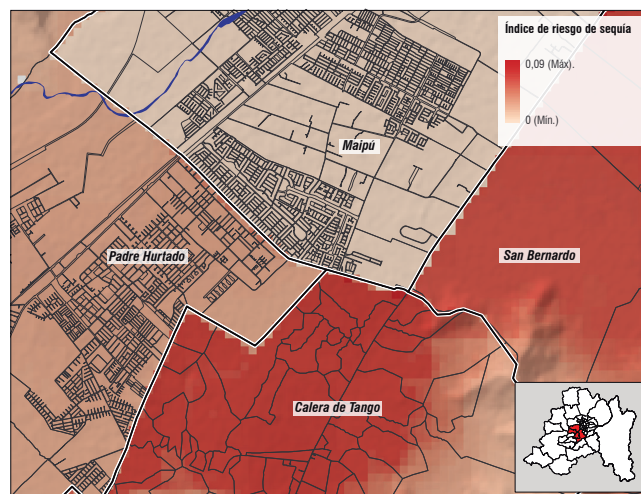 Índice de riesgo de sequía
0,09 (Máx).
0 (Mín.)
Maipú
Padre Hurtado
San Bernardo
Calera de Tango